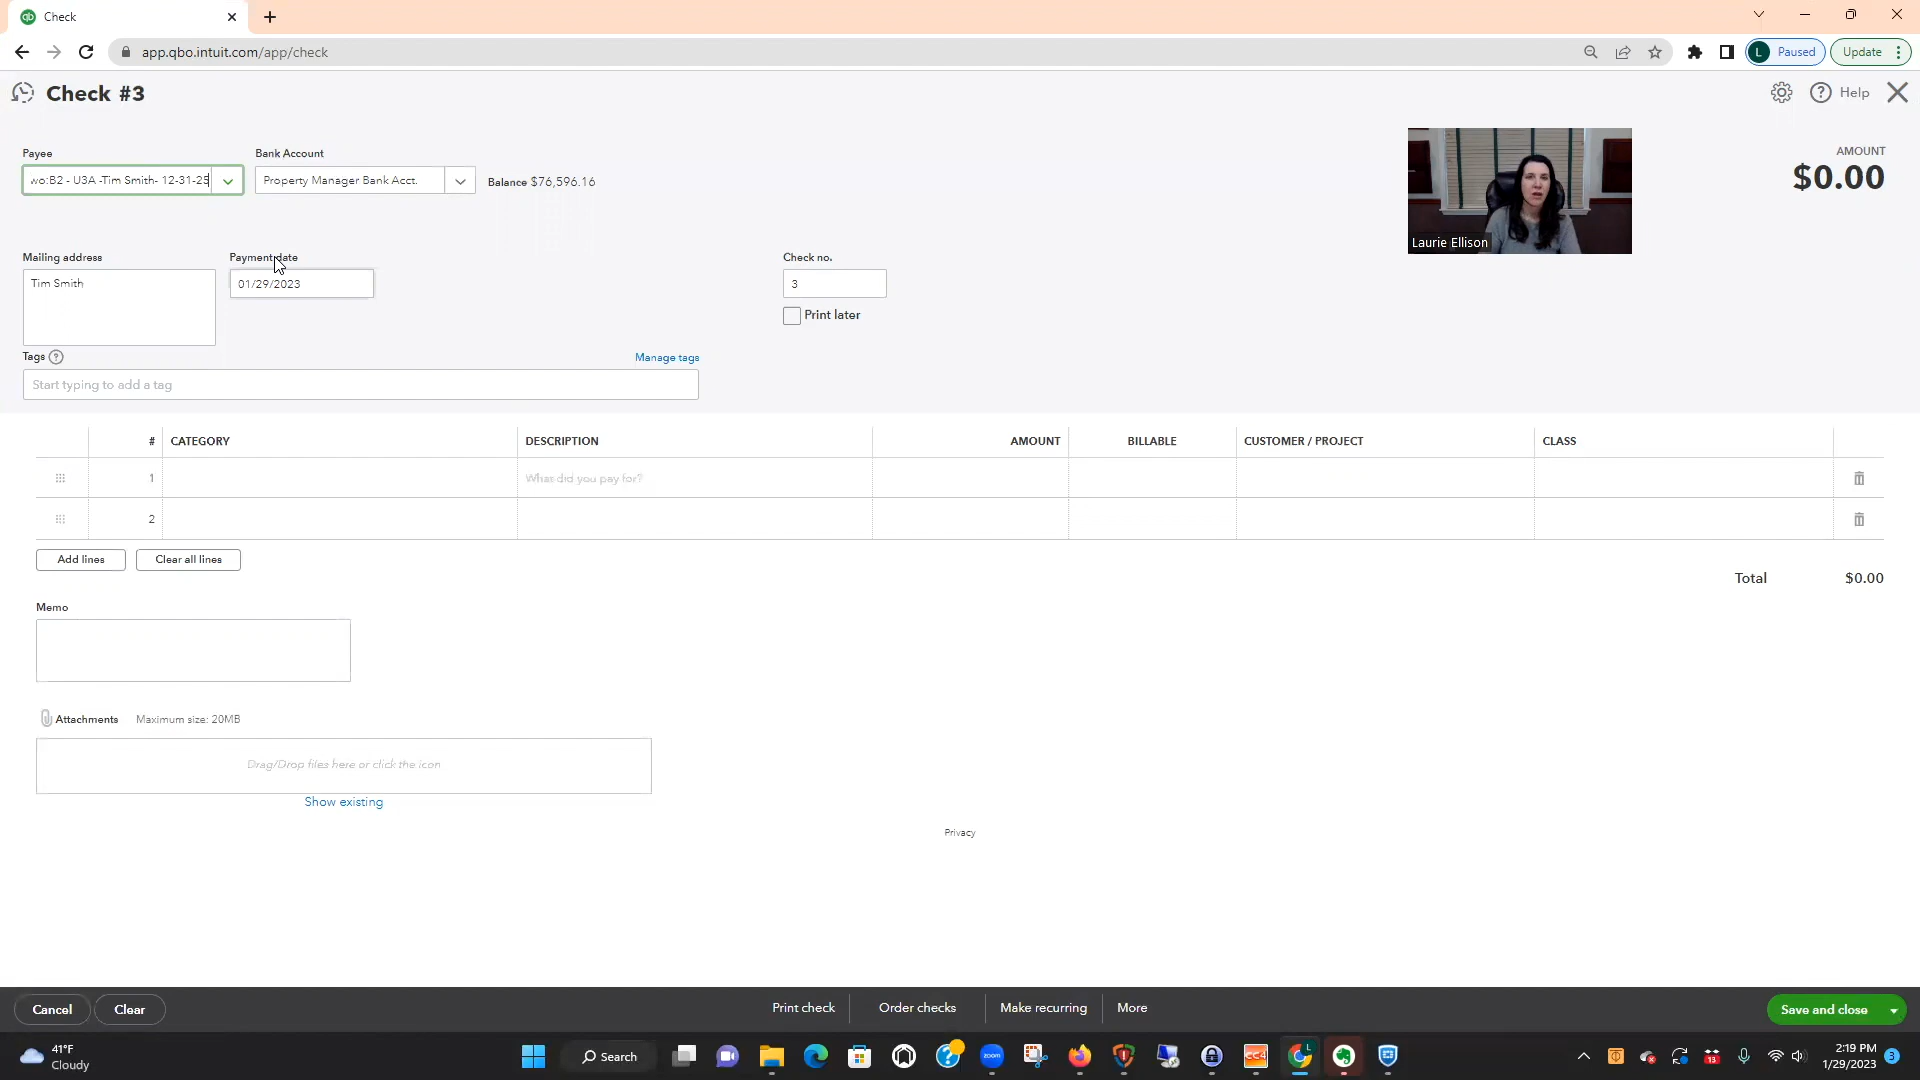 Check
app.qbo.intuit.com/app/check
L Paused Update
Check #3
Help
Payee
Bank Account
wo:B2 - U3A -Tim Smith- 12-31-25
Property Manager Bank Acct.
Balance $76,596.16
AMOUNT
$0.00
Laurie Ellison
Mailing address
Payment date
Check no.
Tim Smith
01/29/2023
3
Print later
Tags ?
Manage tags
Start typing to add a tag
# CATEGORY DESCRIPTION AMOUNT BILLABLE CUSTOMER / PROJECT CLASS
1 What did you pay for?
2
Add lines Clear all lines
Total $0.00
Memo
Attachments Maximum size: 20MB
Drag/Drop files here or click the icon
Show existing
Privacy
Cancel Clear Print check Order checks Make recurring More Save and close
41°F
Cloudy
Search
zoom
2:19 PM
1/29/2023
3